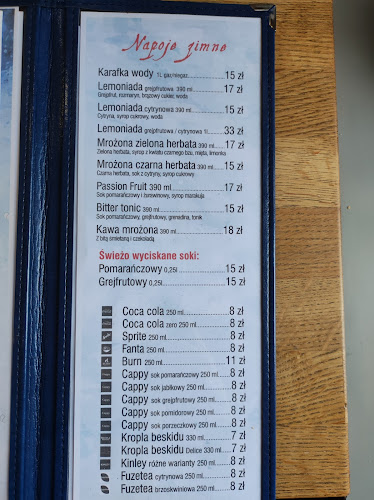 Napoje zimne
Karafka wody 1L gaz/niegaz. 15 zł
Lemoniada grejpfrutowa 390 ml 17 zł
Grejpfrut, rozmaryn, brązowy cukier, woda
Lemoniada cytrynowa 390 ml 15 zł
Cytryna, syrop cukrowy, woda
Lemoniada grejpfrutowa / cytrynowa 1l 33 zł
Mrożona zielona herbata 390 ml 17 zł
Zielona herbata, syrop z kwiatu czarnego bzu, mięta, limonka
Mrożona czarna herbata 390 ml 15 zł
Czarna herbata, sok z cytryny, syrop cukrowy
Passion Fruit 390 ml 17 zł
Sok pomarańczowy i żurawinowy, syrop marakuja
Bitter tonic 390 ml 15 zł
Sok pomarańczowy, grejfrutowy, grenadina, tonik
Kawa mrożona 390 ml 18 zł
Z bitą śmietaną i czekoladą
Swieżo wyciskane soki:
Pomarańczowy 0,25l 15 zł
Grejfrutowy 0,25l 15 zł
Coca cola 250 ml 8 zł
Coca cola zero 250 ml 8 zł
Sprite 250 ml 8 zł
Fanta 250 ml 8 zł
Burn 250 ml 11 zł
Cappy sok pomarańczowy 250 ml 8 zł
Cappy sok jabłkowy 250 ml 8 zł
Cappy sok grejpfrutowy 250 ml 8 zł
Cappy sok pomidorowy 250 ml 8 zł
Cappy sok porzeczkowy 250 ml 8 zł
Kropla beskidu 330 ml 7 zł
Kropla beskidu Delice 330 ml 7 zł
Kinley różne warianty 250 ml 8 zł
Fuzetea cytrynowa 250 ml 8 zł
Fuzetea brzoskwiniowa 250 ml 8 zł